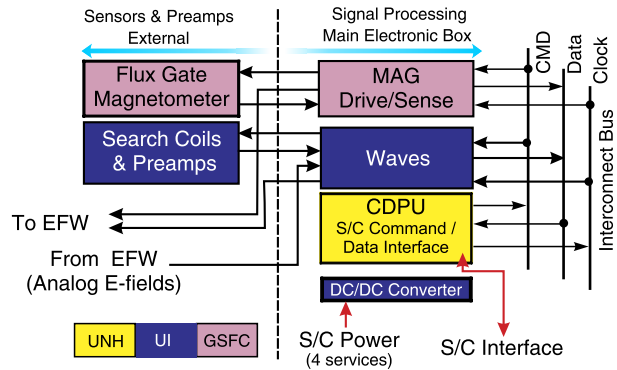 Sensors & Preamps
External
Signal Processing
Main Electronic Box
CMD
Data
Clock
Interconnect Bus
Flux Gate
Magnetometer
MAG
Drive/Sense
Search Coils
& Preamps
Waves
CDPU
S/C Command /
Data Interface
To EFW
From EFW
(Analog E-fields)
DC/DC Converter
UNH
UI
GSFC
S/C Power
(4 services)
S/C Interface